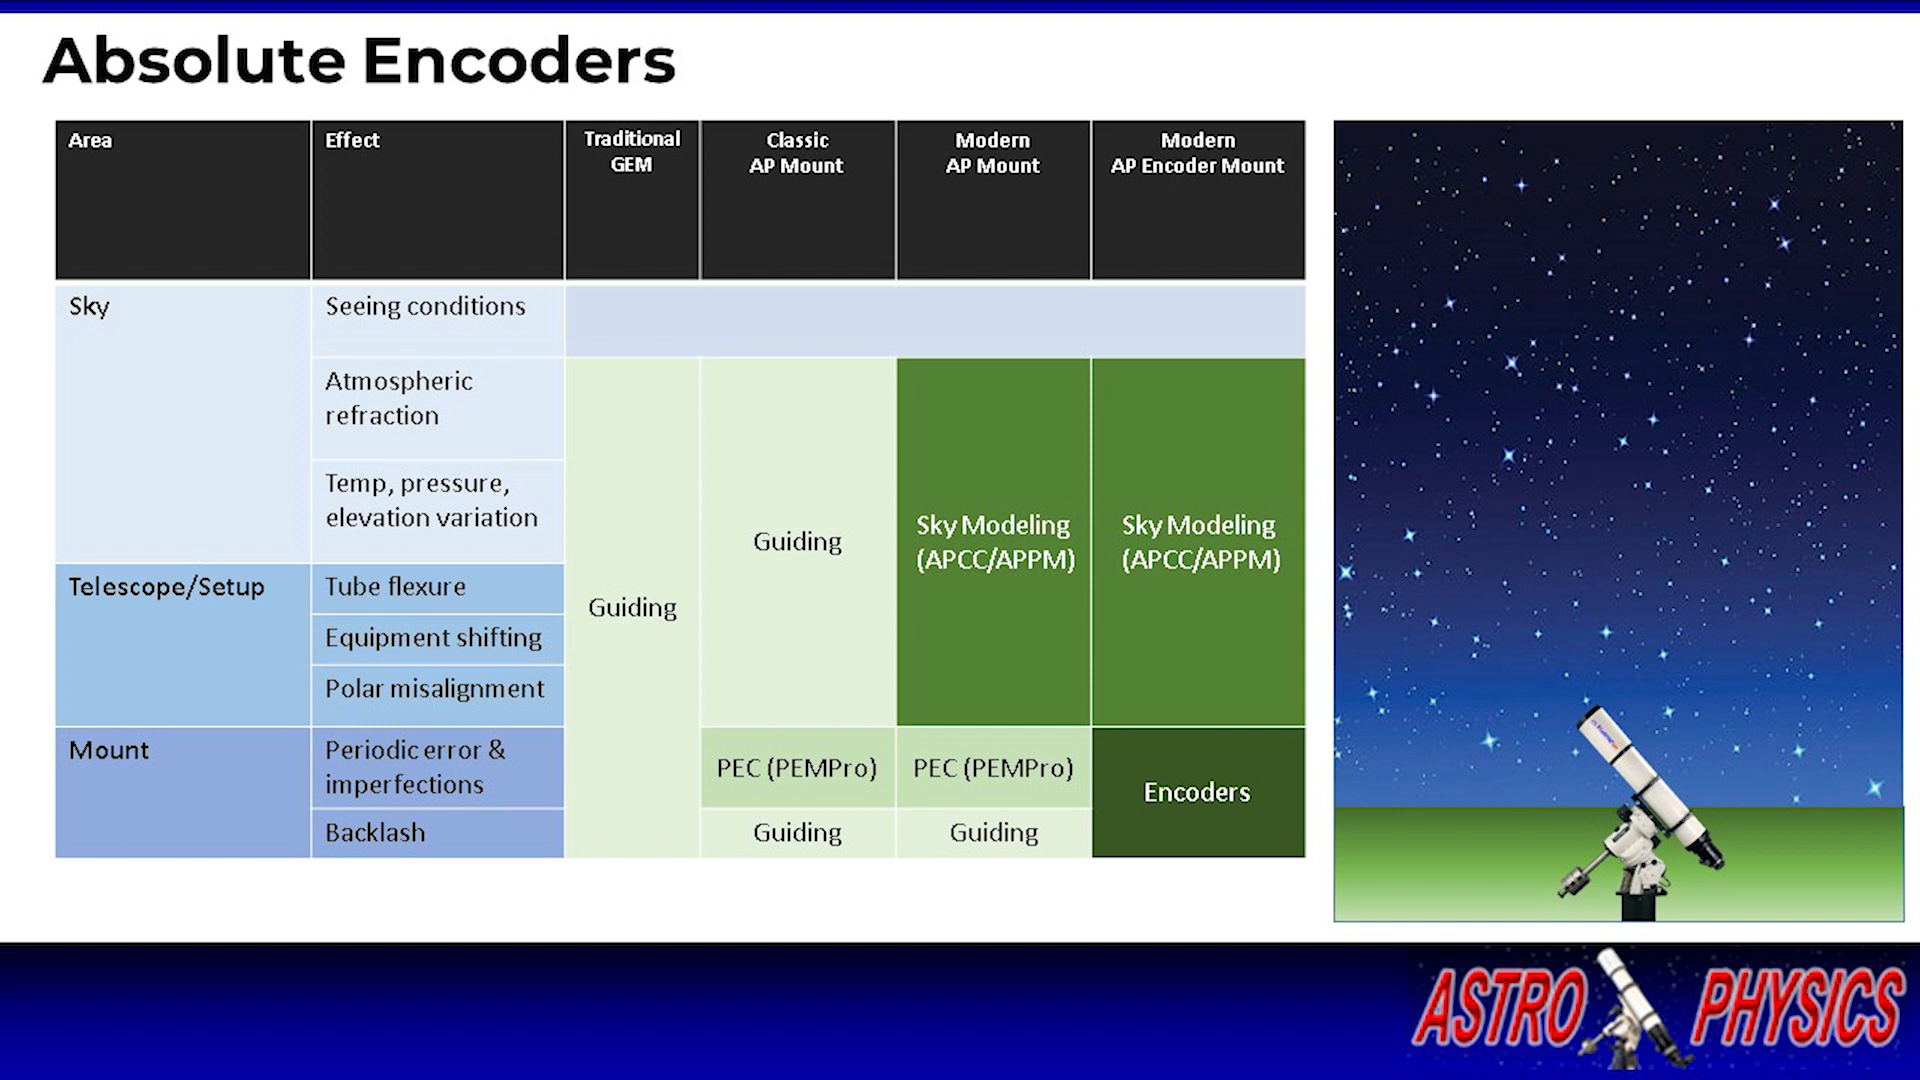 Absolute Encoders
Area
Effect
Traditional
GEM
Classic
AP Mount
Modern
AP Mount
Modern
AP Encoder Mount
Sky
Seeing conditions
Atmospheric
refraction
Temp, pressure,
elevation variation
Telescope/Setup
Tube flexure
Equipment shifting
Polar misalignment
Mount
Periodic error &
imperfections
Backlash
Guiding
Guiding
PEC (PEMPro)
Guiding
Sky Modeling
(APCC/APPM)
PEC (PEMPro)
Guiding
Sky Modeling
(APCC/APPM)
Encoders
ASTRO PHYSICS